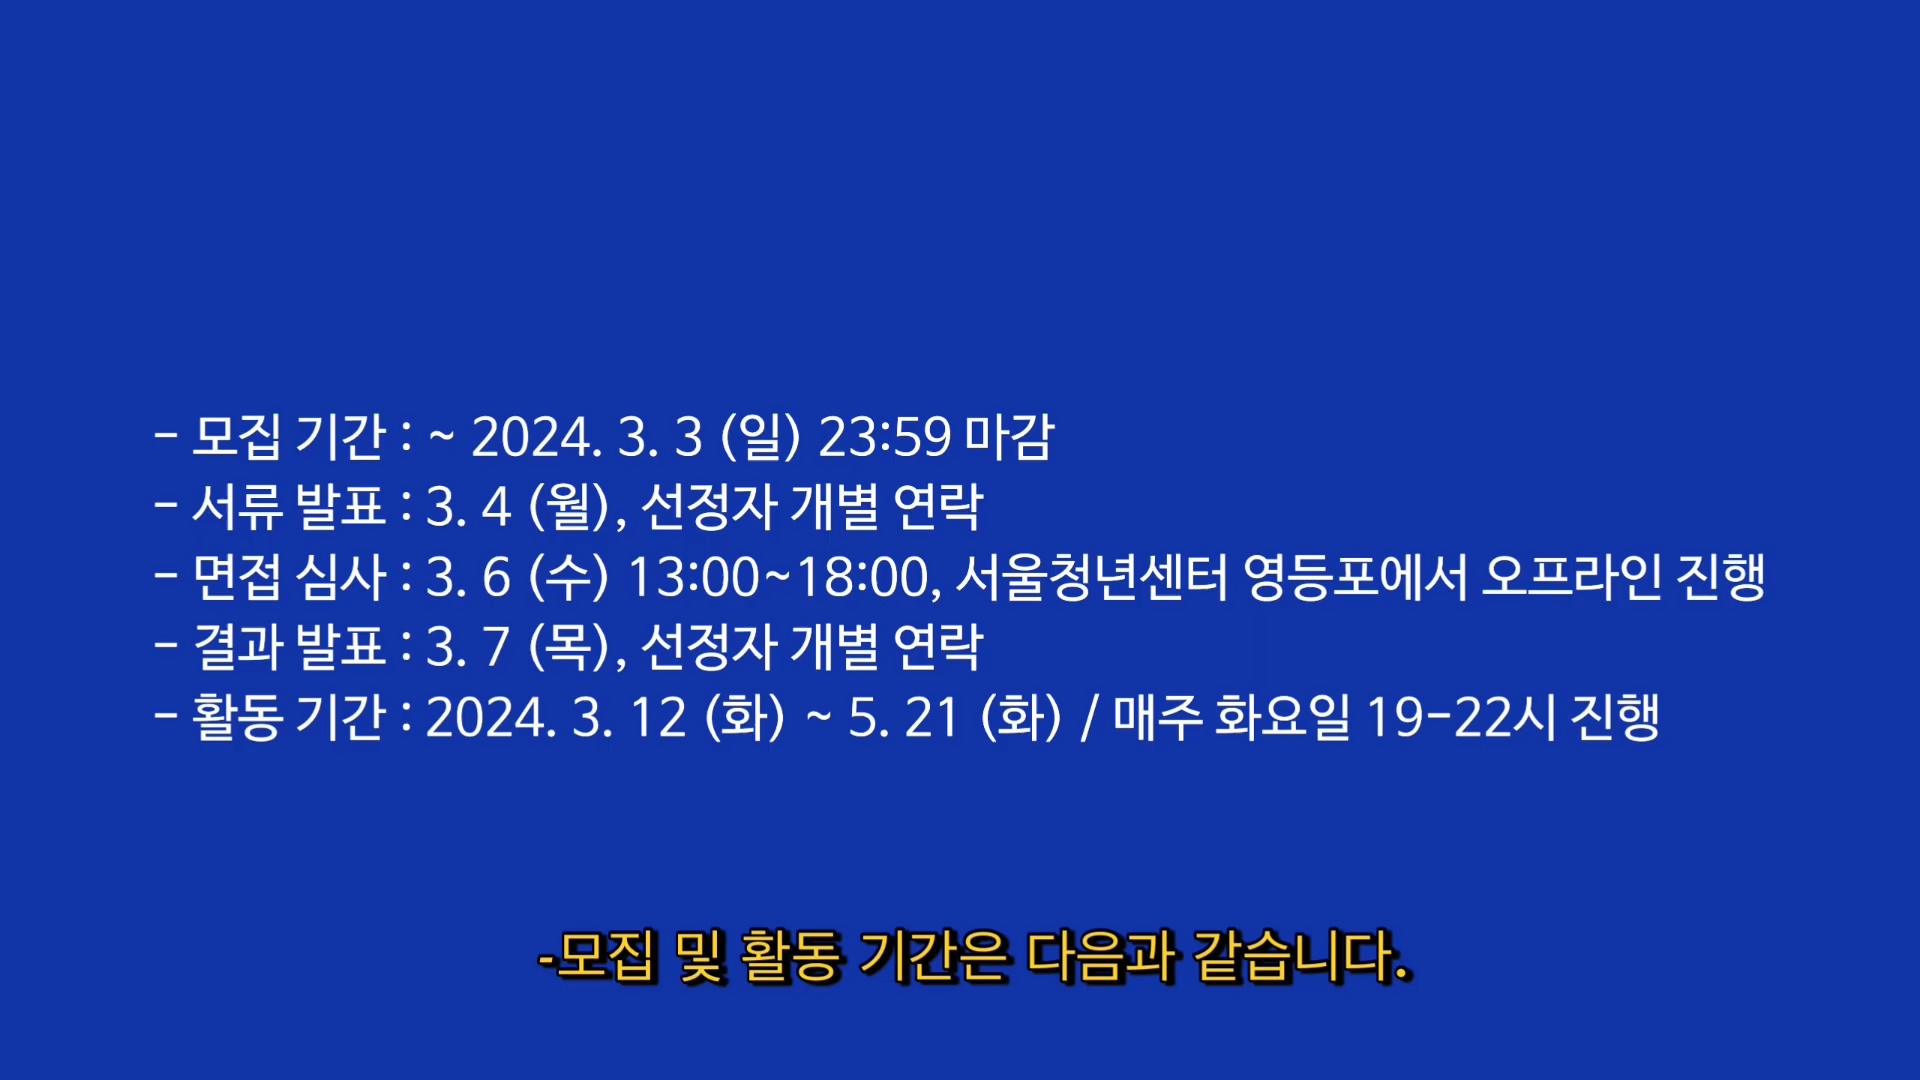 - 모집 기간 : ~ 2024. 3. 3 (일) 23:59 마감
- 서류 발표 : 3. 4 (월), 선정자 개별 연락
- 면접 심사 : 3. 6 (수) 13:00~18:00, 서울청년센터 영등포에서 오프라인 진행
- 결과 발표 : 3. 7 (목), 선정자 개별 연락
- 활동 기간 : 2024. 3. 12 (화) ~ 5. 21 (화) / 매주 화요일 19-22시 진행
-모집 및 활동 기간은 다음과 같습니다.